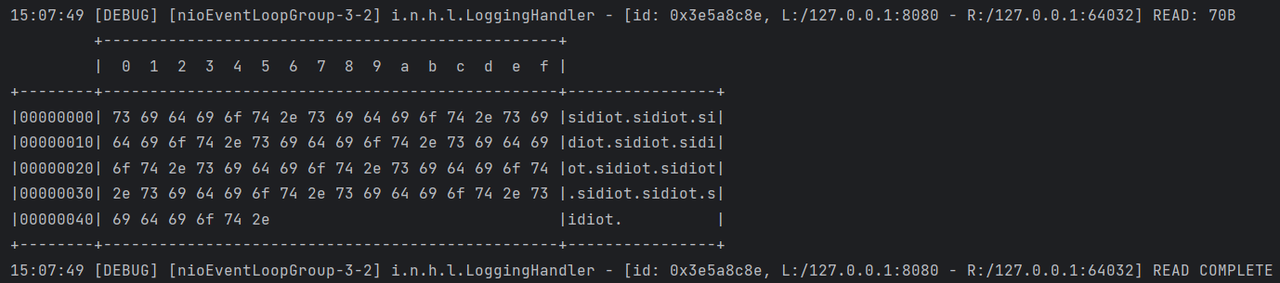 15:07:49 [DEBUG] [nioEventLoopGroup-3-2] i.n.h.l.LoggingHandler - [id: 0x3e5a8c8e, L:/127.0.0.1:8080 - R:/127.0.0.1:64032] READ: 70B
         +-------------------------------------------------+
         |  0  1  2  3  4  5  6  7  8  9  a  b  c  d  e  f |
+--------+-------------------------------------------------+----------------+
|00000000| 73 69 64 69 6f 74 2e 73 69 64 69 6f 74 2e 73 69 |sidiot.sidiot.si|
|00000010| 64 69 6f 74 2e 73 69 64 69 6f 74 2e 73 69 64 69 |diot.sidiot.sidi|
|00000020| 6f 74 2e 73 69 64 69 6f 74 2e 73 69 64 69 6f 74 |ot.sidiot.sidiot|
|00000030| 2e 73 69 64 69 6f 74 2e 73 69 64 69 6f 74 2e 73 |.sidiot.sidiot.s|
|00000040| 69 64 69 6f 74 2e                               |idiot.          |
+--------+-------------------------------------------------+----------------+
15:07:49 [DEBUG] [nioEventLoopGroup-3-2] i.n.h.l.LoggingHandler - [id: 0x3e5a8c8e, L:/127.0.0.1:8080 - R:/127.0.0.1:64032] READ COMPLETE